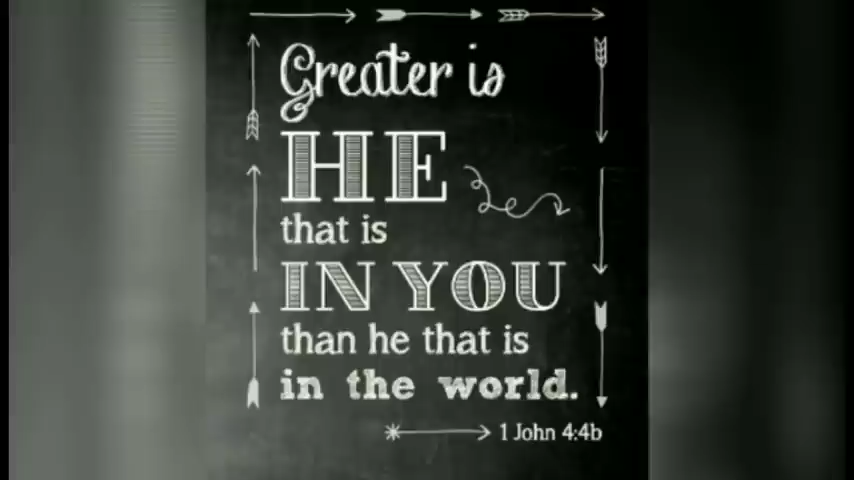 Greater is
HE
that is
IN YOU
than he that is
in the world.
1 John 4:4b